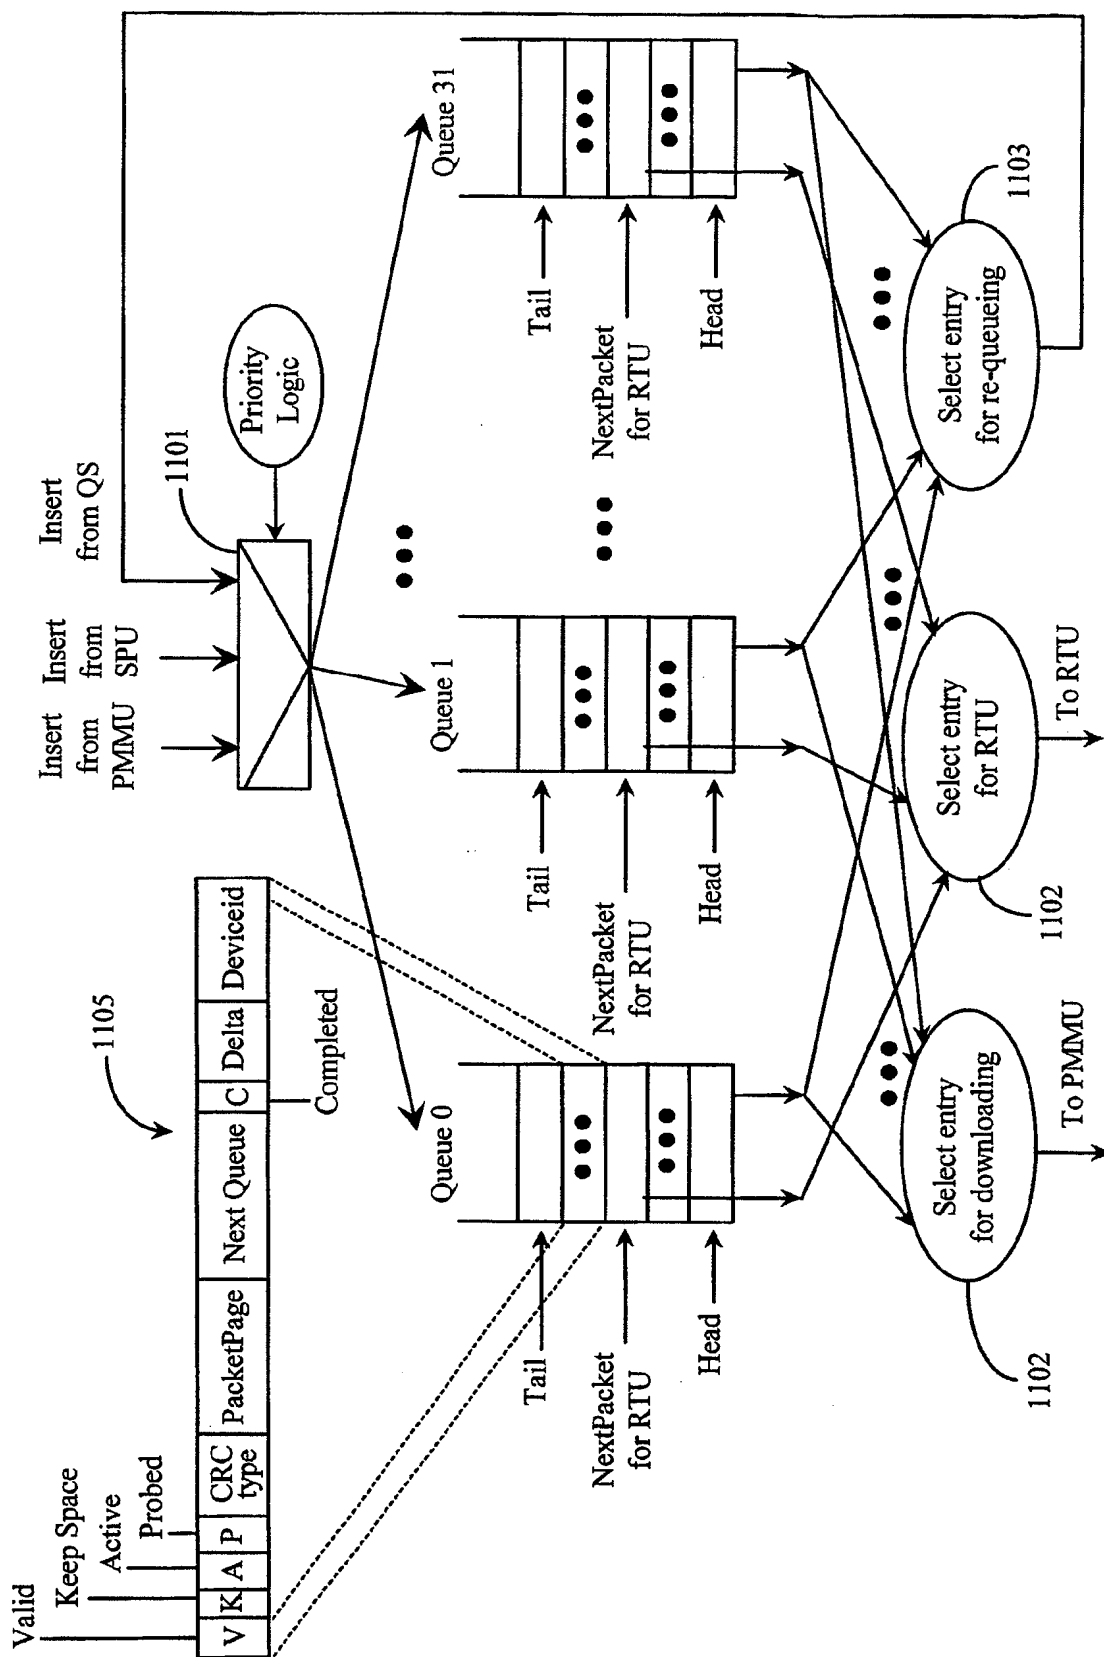 Valid
Keep Space
Active
Probed
V
K
A
P
CRC
type
PacketPage
Next Queue
C
Delta
Deviceid
Completed
1105
Insert
from
PMMU
Insert
from
SPU
Insert
from QS
1101
Priority
Logic
Queue 0
Queue 1
Queue 31
Tail
NextPacket
for RTU
Head
Tail
NextPacket
for RTU
Head
Tail
NextPacket
for RTU
Head
Select entry
for downloading
1102
To PMMU
Select entry
for RTU
1102
To RTU
Select entry
for re-queueing
1103